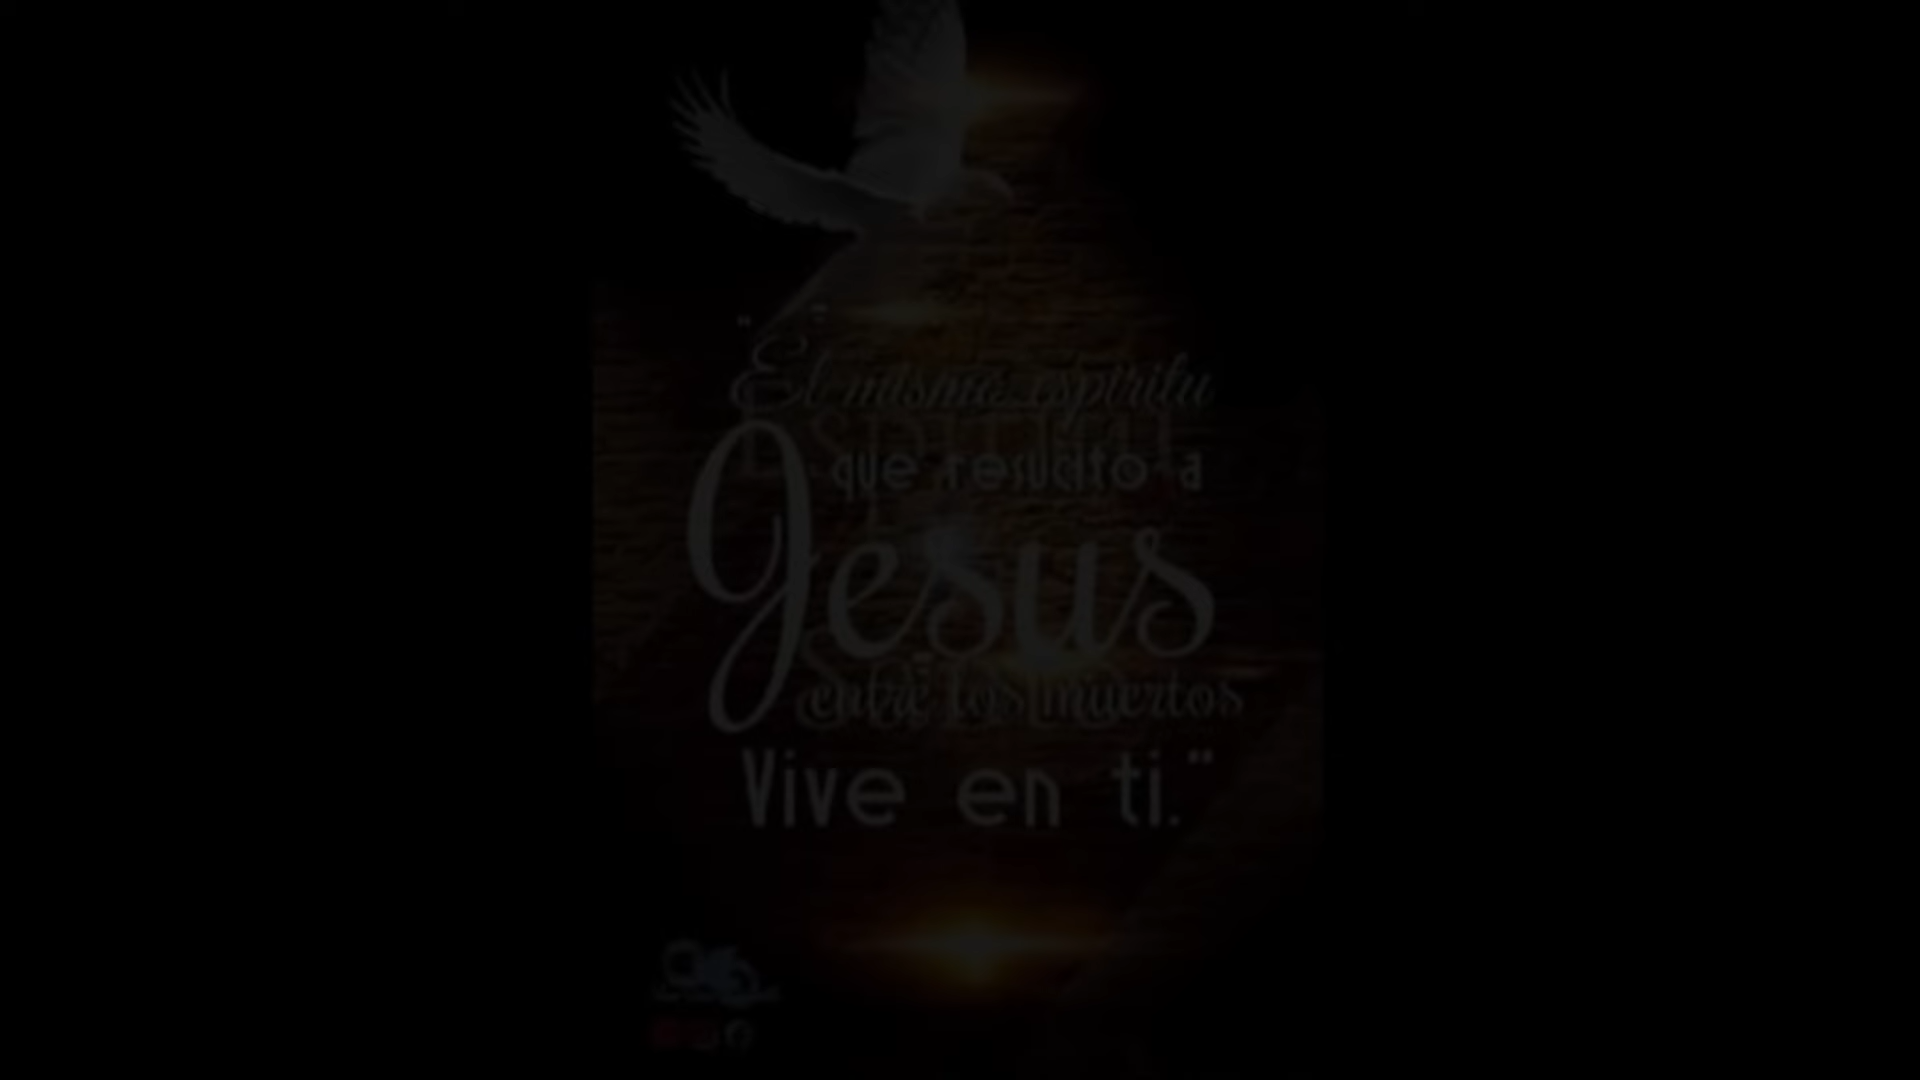 "El mismo espiritu
que resucito a
Jesus
entre los muertos
Vive en ti."